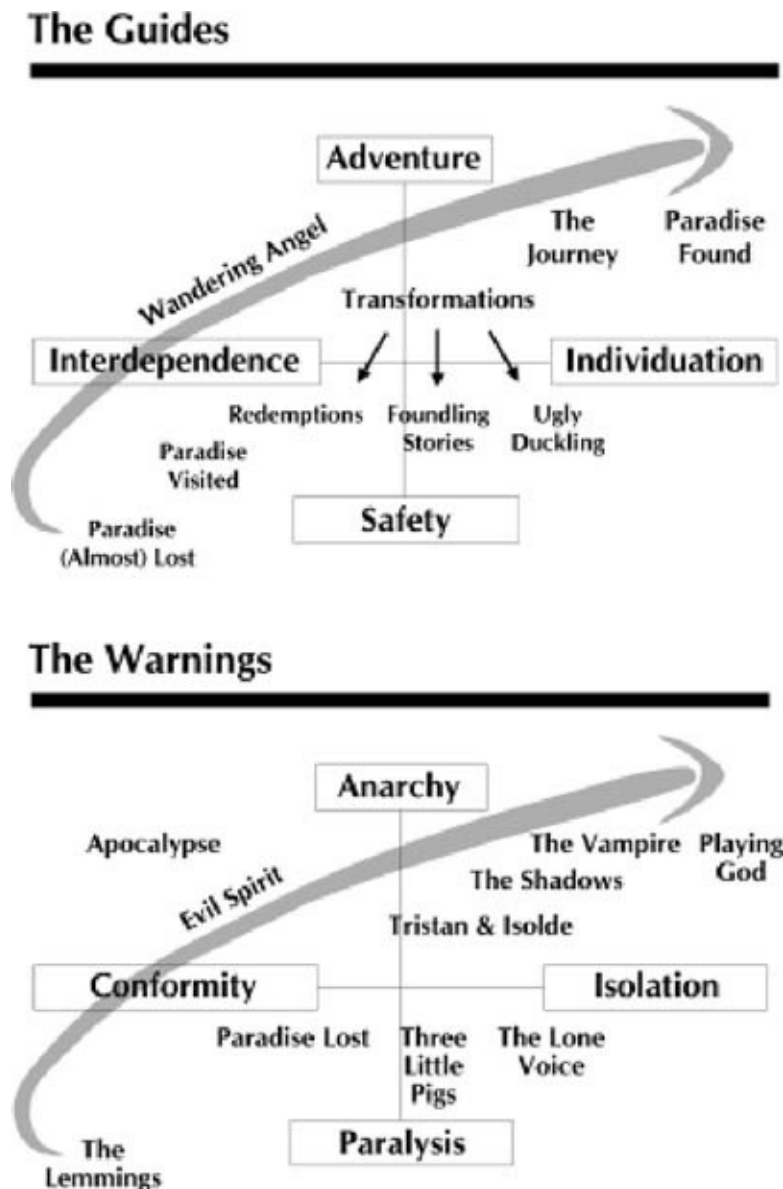 The Guides
Adventure
Wandering Angel
The
Journey
Paradise
Found
Transformations
Interdependence
Individuation
Redemptions
Foundling
Stories
Ugly
Duckling
Paradise
Visited
Safety
Paradise
(Almost) Lost
The Warnings
Anarchy
Apocalypse
Evil Spirit
The Vampire
Playing
God
The Shadows
Tristan & Isolde
Conformity
Isolation
Paradise Lost
Three
Little
Pigs
The Lone
Voice
Paralysis
The
Lemmings